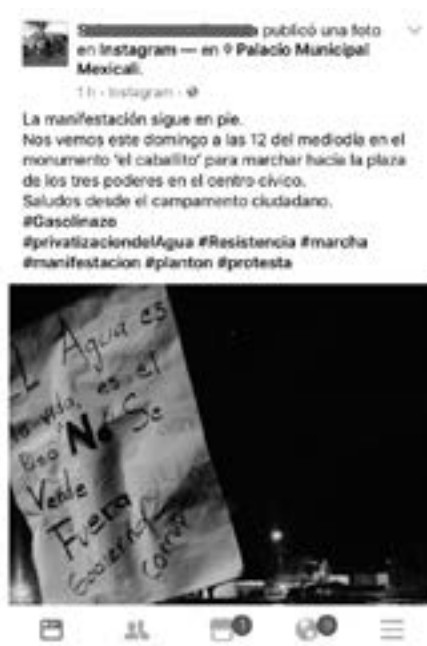 publicó una foto
en Instagram — en Palacio Municipal
Mexicali.
1 h · Instagram ·
La manifestación sigue en pie.
Nos vemos este domingo a las 12 del mediodía en el
monumento "el caballito" para marchar hacia la plaza
de los tres poderes en el centro cívico.
Saludos desde el campamento ciudadano.
#Gasolinazo
#privatizaciondelAgua #Resistencia #marcha
#manifestacion #planton #protesta
EL Agua es
la vida, es el
No Se
Vende
Fuera
Gobierno